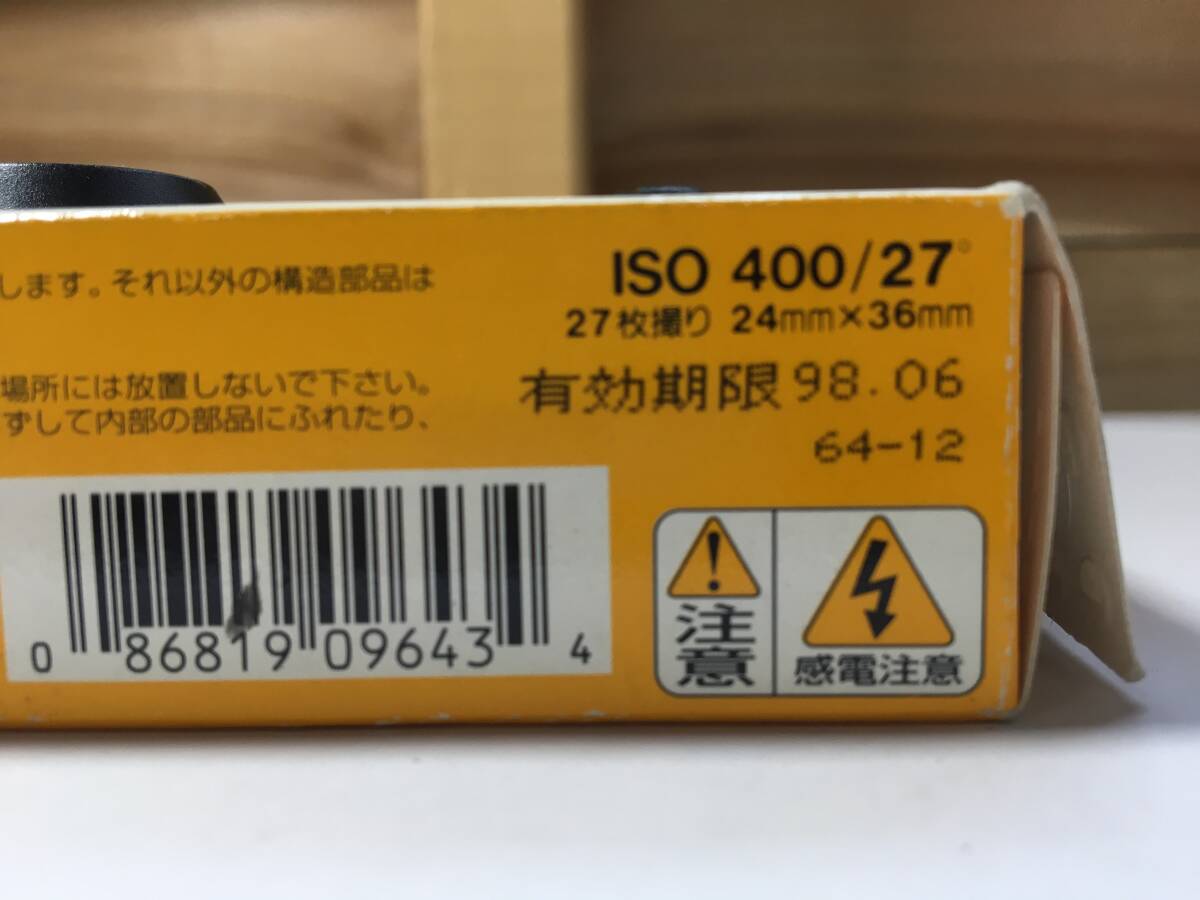 します。それ以外の構造部品は
場所には放置しないで下さい。
ずして内部の部品にふれたり、
ISO 400/27°
27枚撮り 24mm×36mm
有効期限 98.06
64-12
0 86819 09643 4
注意
感電注意